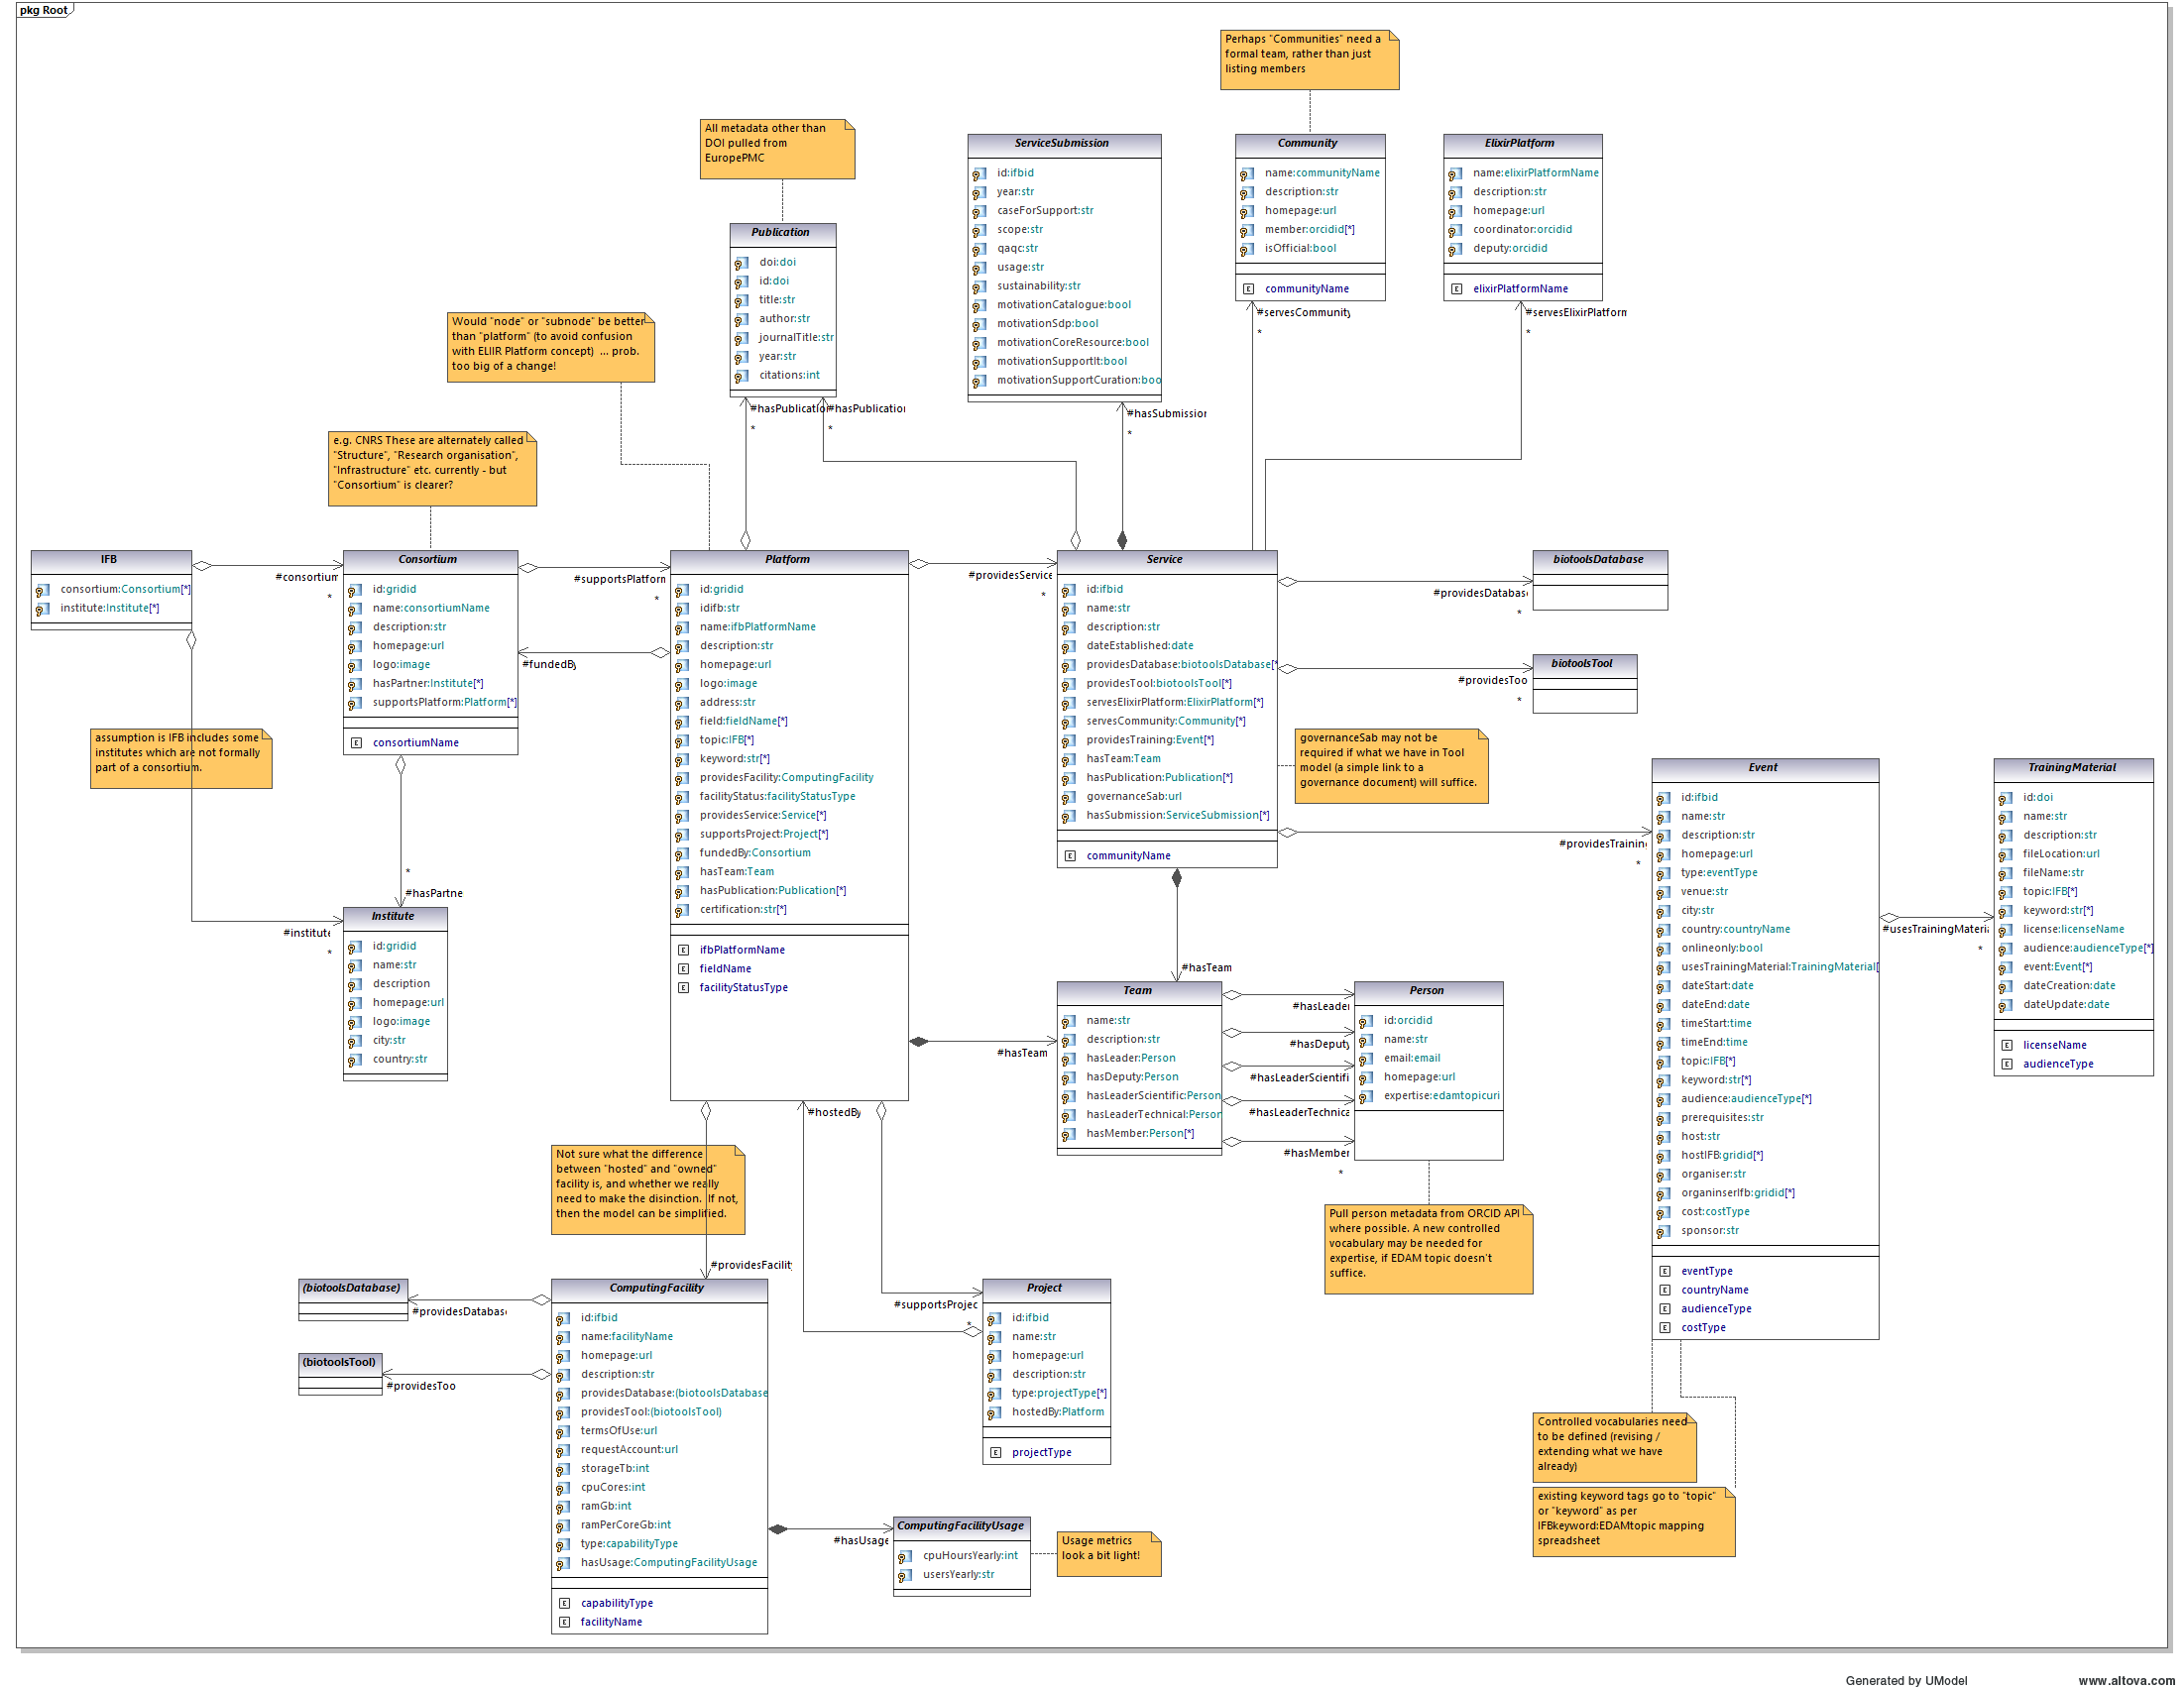 pkg Root
Perhaps "Communities" need a
formal team, rather than just
listing members
All metadata other than
DOI pulled from
EuropePMC
ServiceSubmission
id:ifbid
year:str
caseForSupport:str
scope:str
qaqc:str
usage:str
sustainability:str
motivationCatalogue:bool
motivationSdp:bool
motivationCoreResource:bool
motivationSupportIt:bool
motivationSupportCuration:boo
#hasSubmission
*
Community
name:communityName
description:str
homepage:url
member:orcidid[*]
isOfficial:bool
communityName
#servesCommunity
*
ElixirPlatform
name:elixirPlatformName
description:str
homepage:url
coordinator:orcidid
deputy:orcidid
elixirPlatformName
#servesElixirPlatform
*
Publication
doi:doi
id:doi
title:str
author:str
journalTitle:str
year:str
citations:int
#hasPublication
*
#hasPublication
*
Would "node" or "subnode" be better
than "platform" (to avoid confusion
with ELIIR Platform concept)  ... prob.
too big of a change!
e.g. CNRS These are alternately called
"Structure", "Research organisation",
"Infrastructure" etc. currently - but
"Consortium" is clearer?
IFB
consortium:Consortium[*]
institute:Institute[*]
#consortium
*
Consortium
id:gridid
name:consortiumName
description:str
homepage:url
logo:image
hasPartner:Institute[*]
supportsPlatform:Platform[*]
consortiumName
#supportsPlatform
*
#fundedBy
Platform
id:gridid
idifb:str
name:ifbPlatformName
description:str
homepage:url
logo:image
address:str
field:fieldName[*]
topic:IFB[*]
keyword:str[*]
providesFacility:ComputingFacility
facilityStatus:facilityStatusType
providesService:Service[*]
supportsProject:Project[*]
fundedBy:Consortium
hasTeam:Team
hasPublication:Publication[*]
certification:str[*]
ifbPlatformName
fieldName
facilityStatusType
#providesService
*
Service
id:ifbid
name:str
description:str
dateEstablished:date
providesDatabase:biotoolsDatabase[*
providesTool:biotoolsTool[*]
servesElixirPlatform:ElixirPlatform[*]
servesCommunity:Community[*]
providesTraining:Event[*]
hasTeam:Team
hasPublication:Publication[*]
governanceSab:url
hasSubmission:ServiceSubmission[*]
communityName
biotoolsDatabase
#providesDatabas
*
biotoolsTool
#providesToo
*
governanceSab may not be
required if what we have in Tool
model (a simple link to a
governance document) will suffice.
#providesTraining
*
assumption is IFB includes some
institutes which are not formally
part of a consortium.
*
#hasPartne
#institute
*
Institute
id:gridid
name:str
description
homepage:url
logo:image
city:str
country:str
Event
id:ifbid
name:str
description:str
homepage:url
type:eventType
venue:str
city:str
country:countryName
onlineonly:bool
usesTrainingMaterial:TrainingMaterial[
dateStart:date
dateEnd:date
timeStart:time
timeEnd:time
topic:IFB[*]
keyword:str[*]
audience:audienceType[*]
prerequisites:str
host:str
hostIFB:gridid[*]
organiser:str
organinserIfb:gridid[*]
cost:costType
sponsor:str
eventType
countryName
audienceType
costType
#usesTrainingMateria
*
TrainingMaterial
id:doi
name:str
description:str
fileLocation:url
fileName:str
topic:IFB[*]
keyword:str[*]
license:licenseName
audience:audienceType[*]
event:Event[*]
dateCreation:date
dateUpdate:date
licenseName
audienceType
#hasTeam
#hasTeam
Team
name:str
description:str
hasLeader:Person
hasDeputy:Person
hasLeaderScientific:Person
hasLeaderTechnical:Person
hasMember:Person[*]
#hasLeader
#hasDeputy
#hasLeaderScientifi
#hasLeaderTechnica
#hasMember
*
Person
id:orcidid
name:str
email:email
homepage:url
expertise:edamtopicuri
Pull person metadata from ORCID API
where possible. A new controlled
vocabulary may be needed for
expertise, if EDAM topic doesn't
suffice.
#hostedBy
Not sure what the difference
between "hosted" and "owned"
facility is, and whether we really
need to make the disinction.  If not,
then the model can be simplified.
#providesFacilit
#supportsProjec
*
(biotoolsDatabase)
#providesDatabas
(biotoolsTool)
#providesToo
ComputingFacility
id:ifbid
name:facilityName
homepage:url
description:str
providesDatabase:(biotoolsDatabase
providesTool:(biotoolsTool)
termsOfUse:url
requestAccount:url
storageTb:int
cpuCores:int
ramGb:int
ramPerCoreGb:int
type:capabilityType
hasUsage:ComputingFacilityUsage
capabilityType
facilityName
Project
id:ifbid
name:str
homepage:url
description:str
type:projectType[*]
hostedBy:Platform
projectType
#hasUsage
ComputingFacilityUsage
cpuHoursYearly:int
usersYearly:str
Usage metrics
look a bit light!
Controlled vocabularies need
to be defined (revising /
extending what we have
already)
existing keyword tags go to "topic"
or "keyword" as per
IFBkeyword:EDAMtopic mapping
spreadsheet
Generated by UModel
www.altova.com